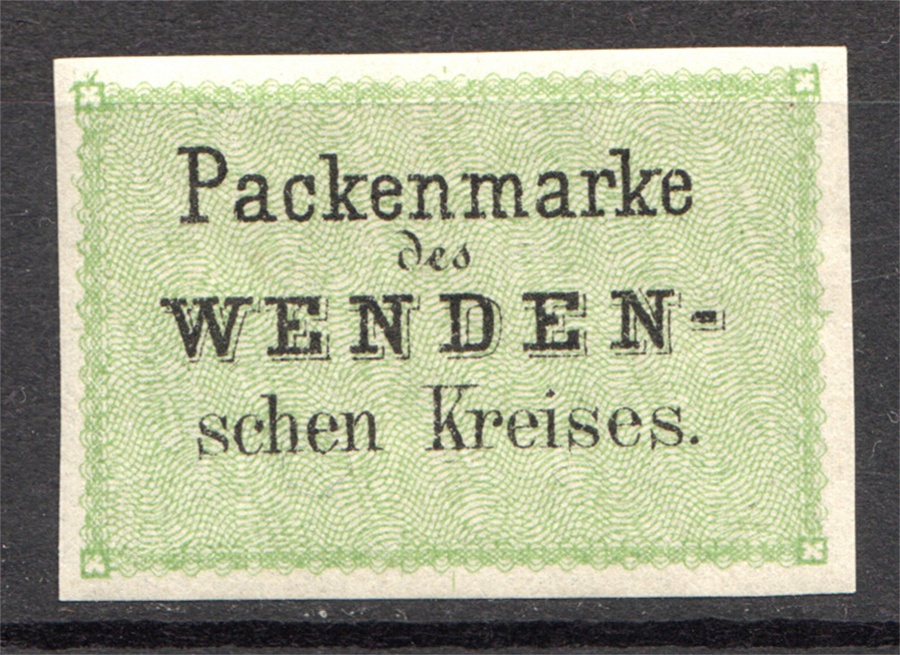 Packenmarke
des
WENDEN-
schen Kreises.